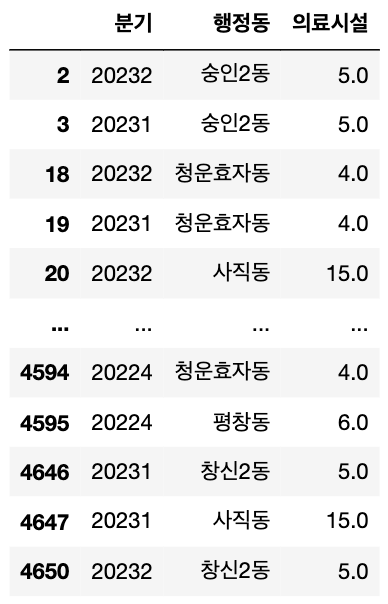 분기 행정동 의료시설
2 20232 숭인2동 5.0
3 20231 숭인2동 5.0
18 20232 청운효자동 4.0
19 20231 청운효자동 4.0
20 20232 사직동 15.0
... ... ... ...
4594 20224 청운효자동 4.0
4595 20224 평창동 6.0
4646 20231 창신2동 5.0
4647 20231 사직동 15.0
4650 20232 창신2동 5.0